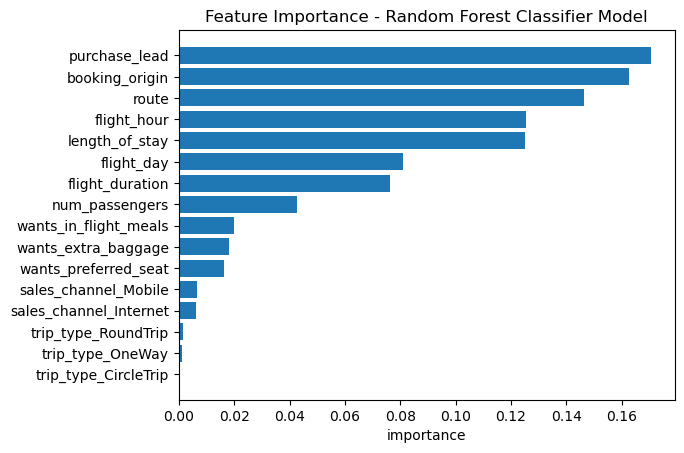 Feature Importance - Random Forest Classifier Model
purchase_lead
booking_origin
route
flight_hour
length_of_stay
flight_day
flight_duration
num_passengers
wants_in_flight_meals
wants_extra_baggage
wants_preferred_seat
sales_channel_Mobile
sales_channel_Internet
trip_type_RoundTrip
trip_type_OneWay
trip_type_CircleTrip
0.00 0.02 0.04 0.06 0.08 0.10 0.12 0.14 0.16
importance